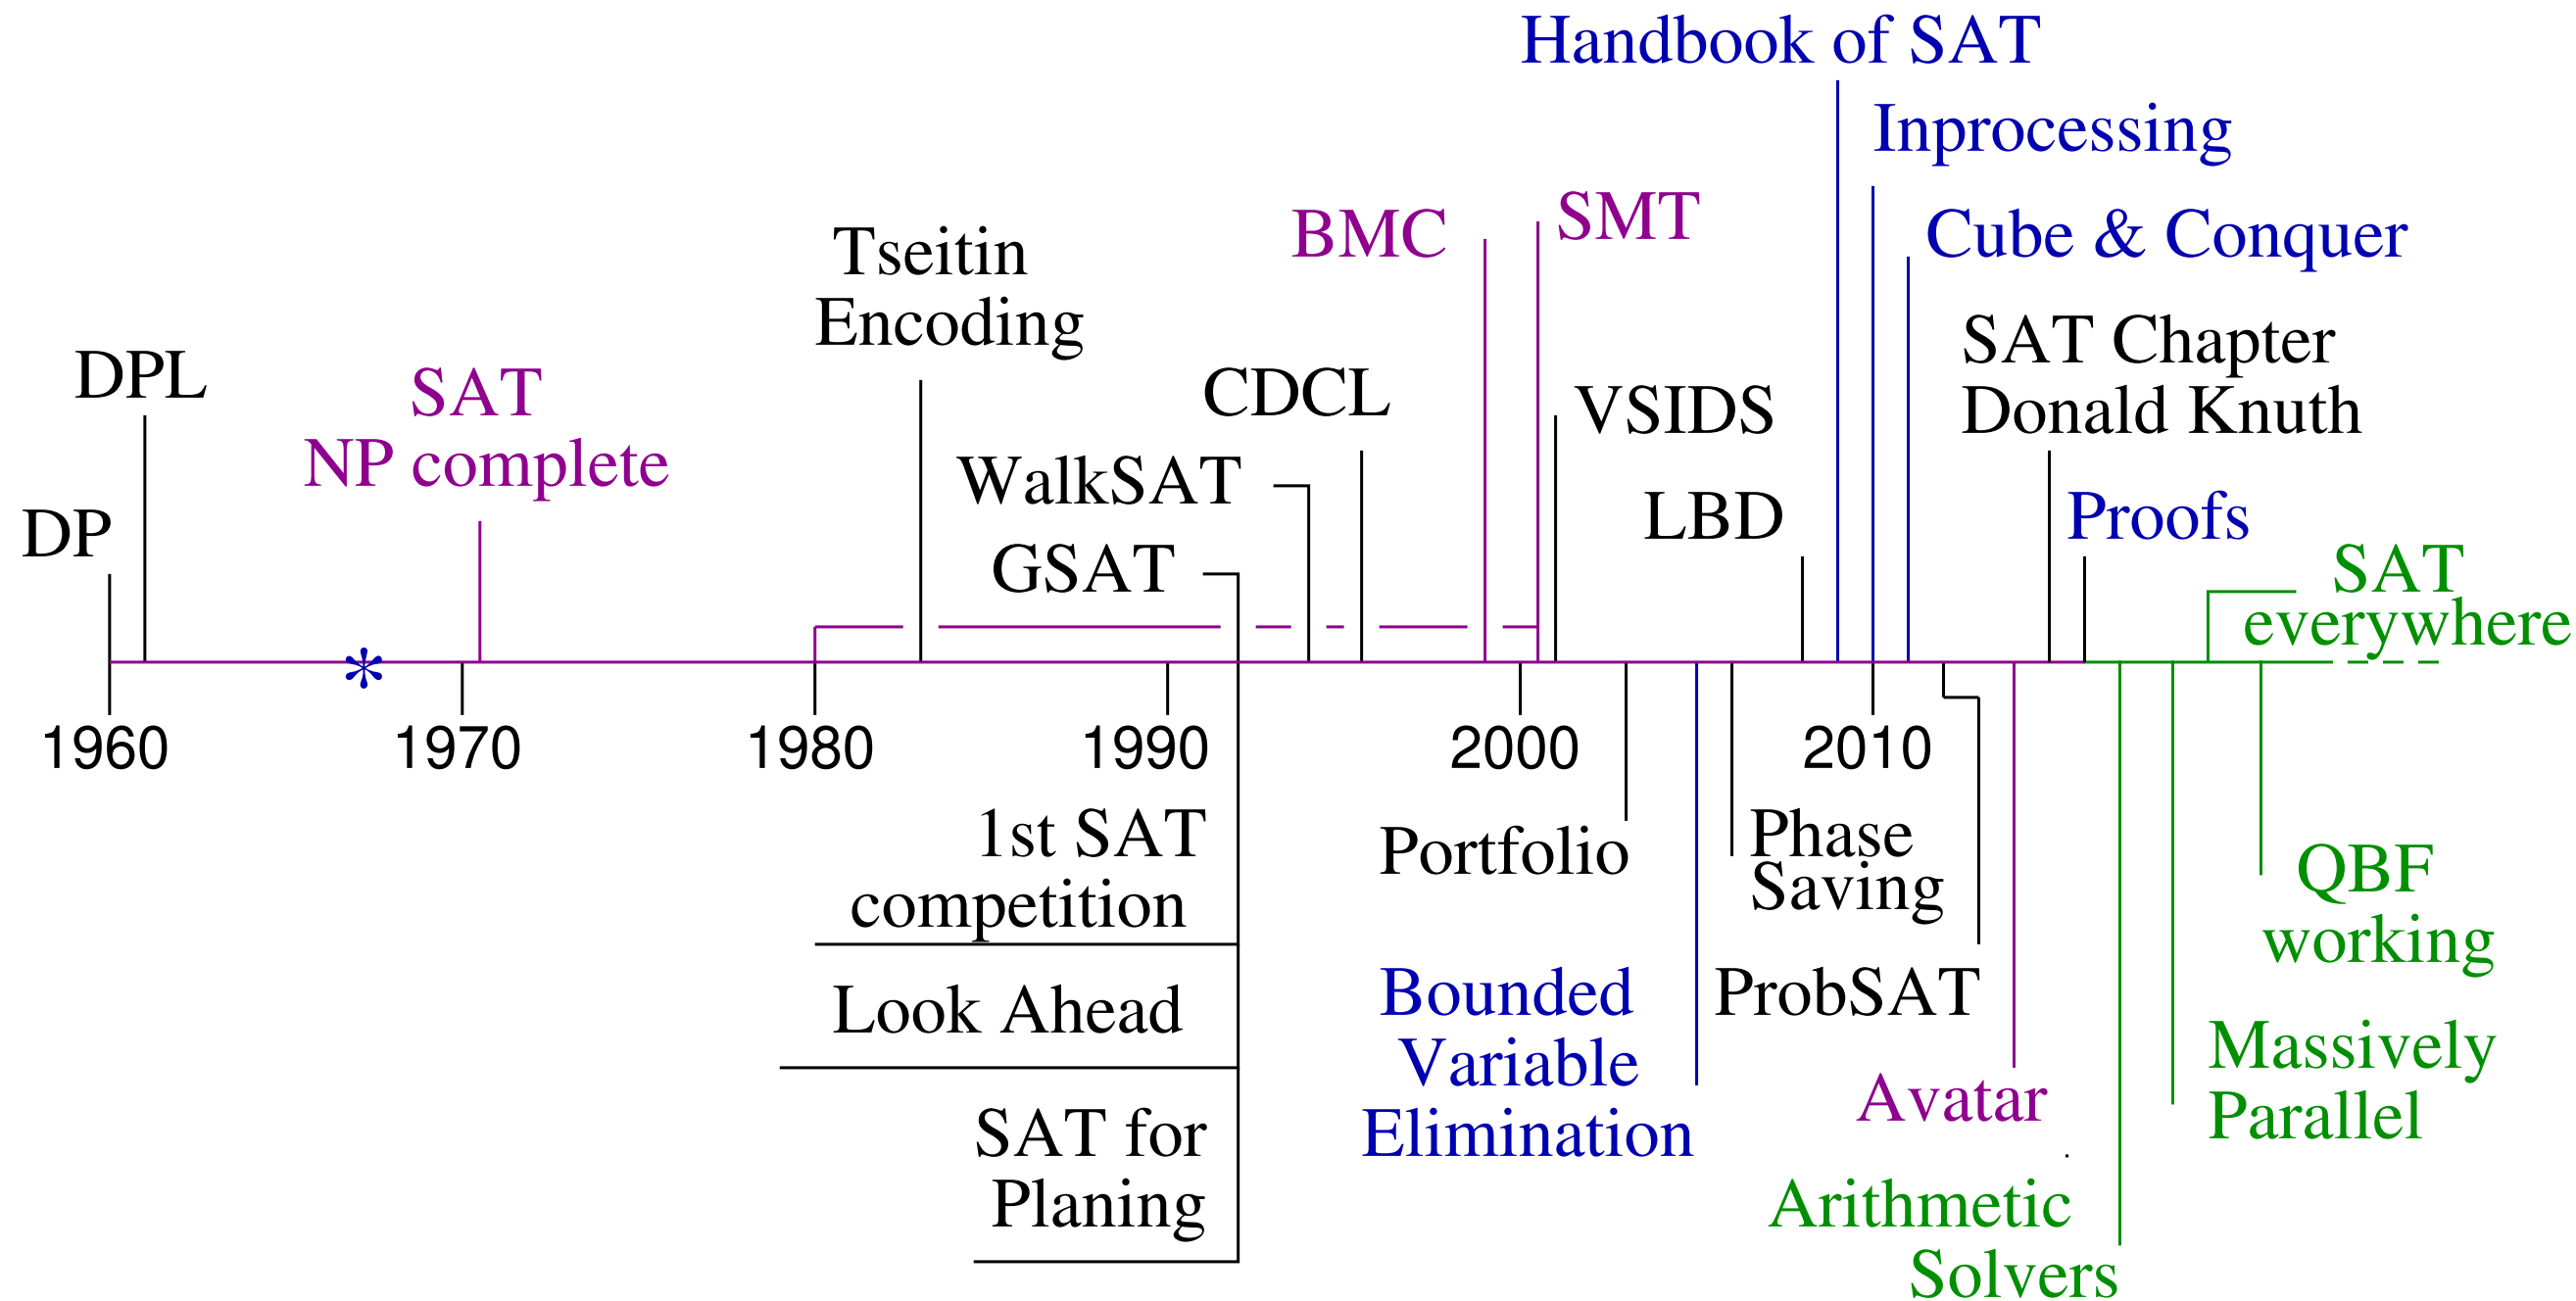 Handbook of SAT
Inprocessing
SMT
BMC
Cube & Conquer
Tseitin
Encoding
SAT Chapter
Donald Knuth
DPL
SAT
NP complete
CDCL
VSIDS
WalkSAT
LBD
Proofs
DP
GSAT
SAT
everywhere
*
1960
1970
1980
1990
2000
2010
1st SAT
competition
Look Ahead
SAT for
Planing
Portfolio
Phase
Saving
Bounded
Variable
Elimination
ProbSAT
Avatar
QBF
working
Massively
Parallel
Arithmetic
Solvers